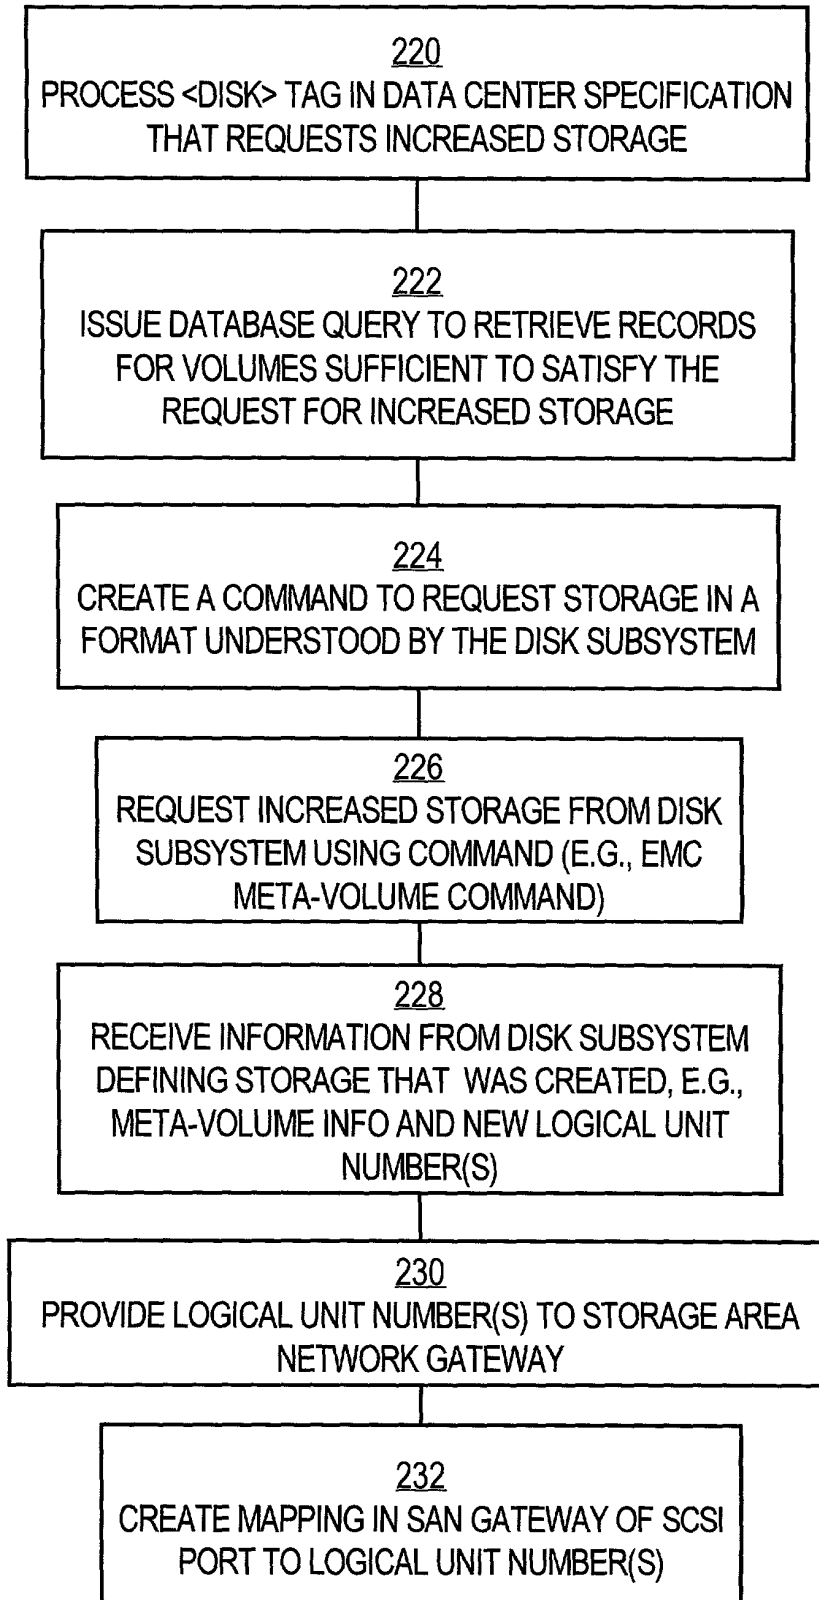 220
PROCESS <DISK> TAG IN DATA CENTER SPECIFICATION
THAT REQUESTS INCREASED STORAGE
222
ISSUE DATABASE QUERY TO RETRIEVE RECORDS
FOR VOLUMES SUFFICIENT TO SATISFY THE
REQUEST FOR INCREASED STORAGE
224
CREATE A COMMAND TO REQUEST STORAGE IN A
FORMAT UNDERSTOOD BY THE DISK SUBSYSTEM
226
REQUEST INCREASED STORAGE FROM DISK
SUBSYSTEM USING COMMAND (E.G., EMC
META-VOLUME COMMAND)
228
RECEIVE INFORMATION FROM DISK SUBSYSTEM
DEFINING STORAGE THAT WAS CREATED, E.G.,
META-VOLUME INFO AND NEW LOGICAL UNIT
NUMBER(S)
230
PROVIDE LOGICAL UNIT NUMBER(S) TO STORAGE AREA
NETWORK GATEWAY
232
CREATE MAPPING IN SAN GATEWAY OF SCSI
PORT TO LOGICAL UNIT NUMBER(S)